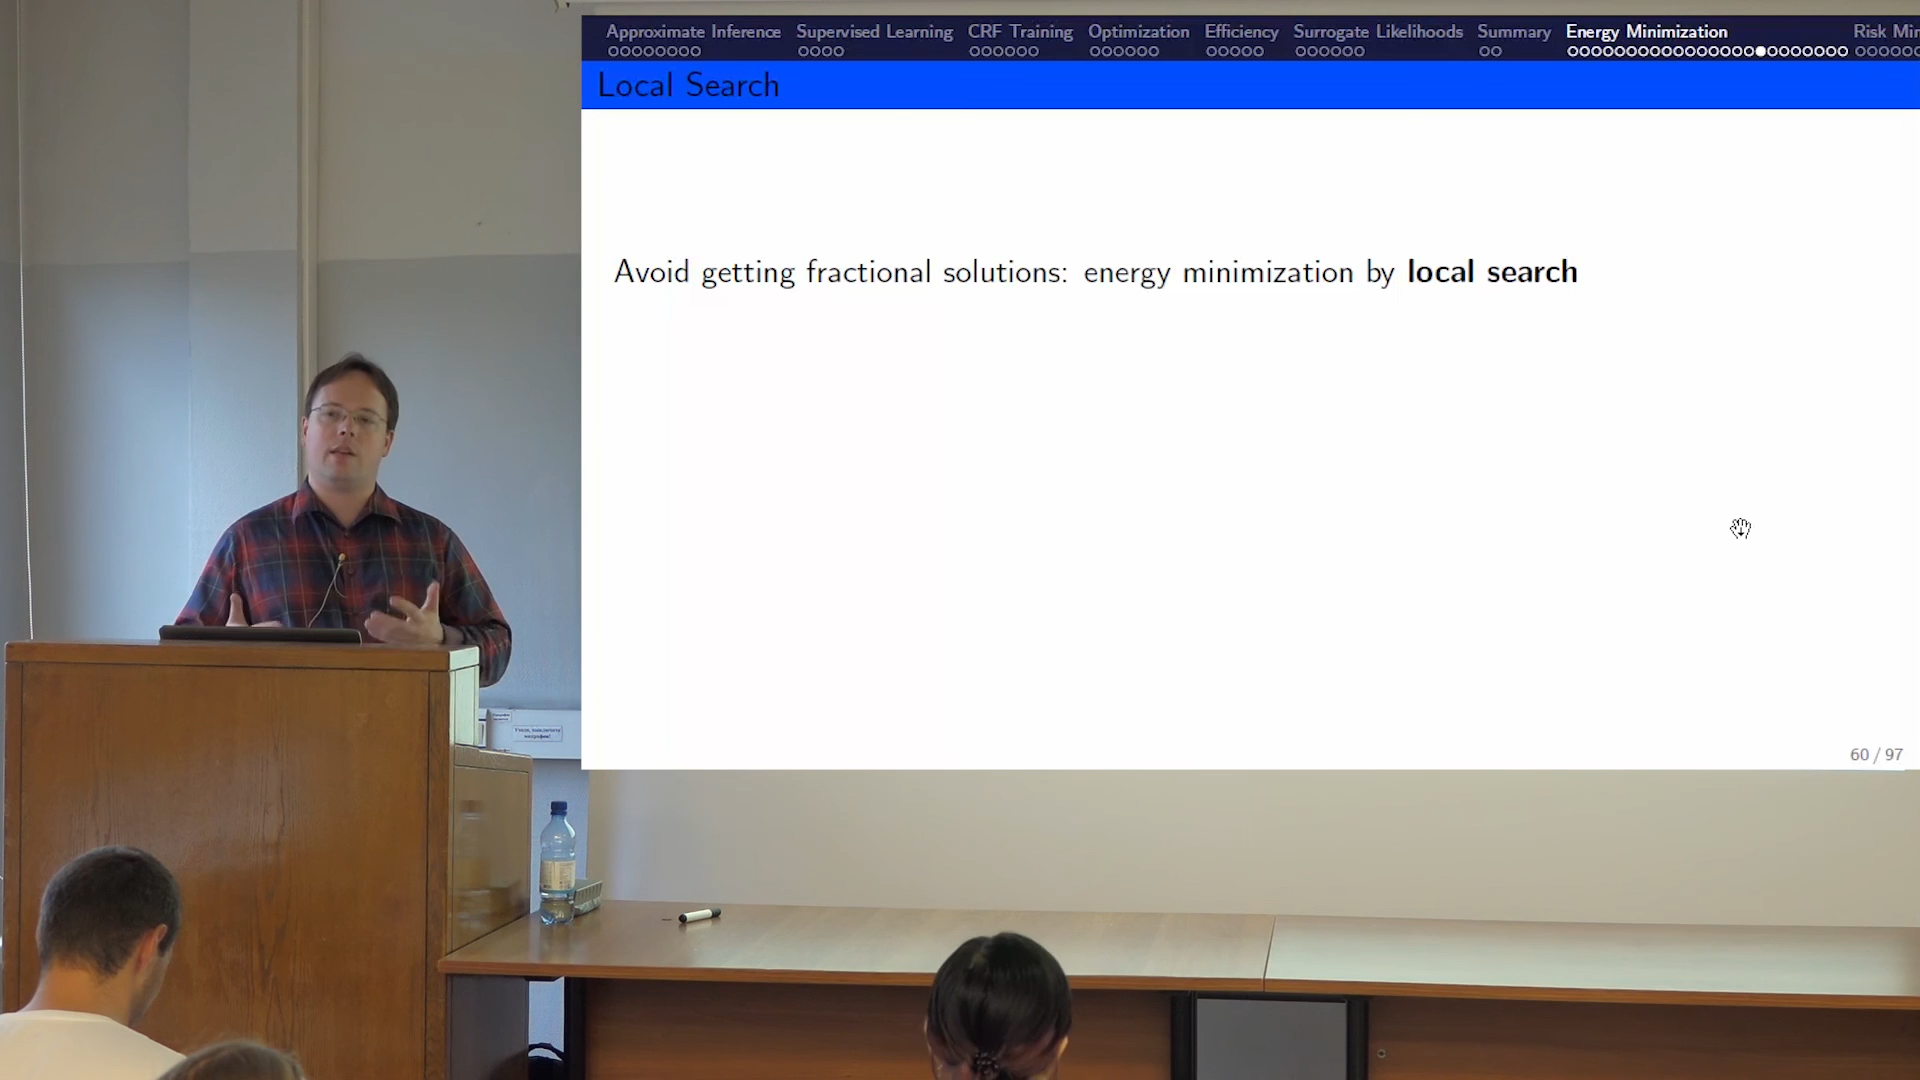 Approximate Inference Supervised Learning CRF Training Optimization Efficiency Surrogate Likelihoods Summary Energy Minimization Risk Min
Local Search
Avoid getting fractional solutions: energy minimization by local search
60 / 97